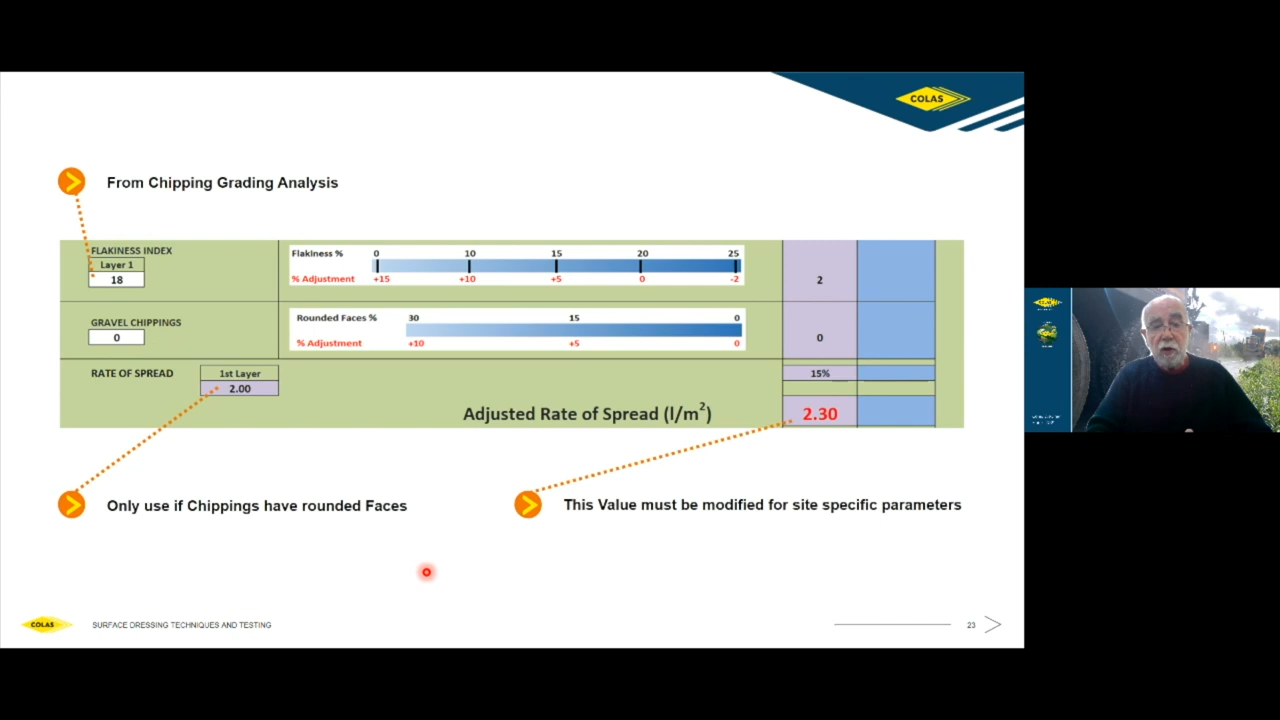 COLAS
From Chipping Grading Analysis
FLAKINESS INDEX
Layer 1
18
Flakiness % 0 10 15 20 25
% Adjustment +15 +10 +5 0 -2
2
GRAVEL CHIPPINGS
0
Rounded Faces % 30 15 0
% Adjustment +10 +5 0
0
RATE OF SPREAD
1st Layer
2.00
15%
Adjusted Rate of Spread (l/m²)
2.30
Only use if Chippings have rounded Faces
This Value must be modified for site specific parameters
COLAS
SURFACE DRESSING TECHNIQUES AND TESTING
23
COLAS